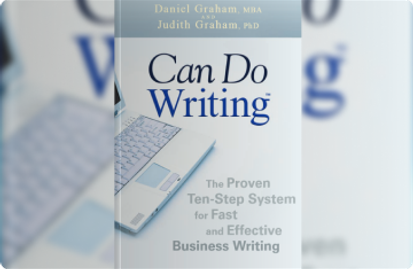 Daniel Graham, MBA
AND
Judith Graham, PhD
Can Do
Writing™
The Proven
Ten-Step System
for Fast
and Effective
Business Writing